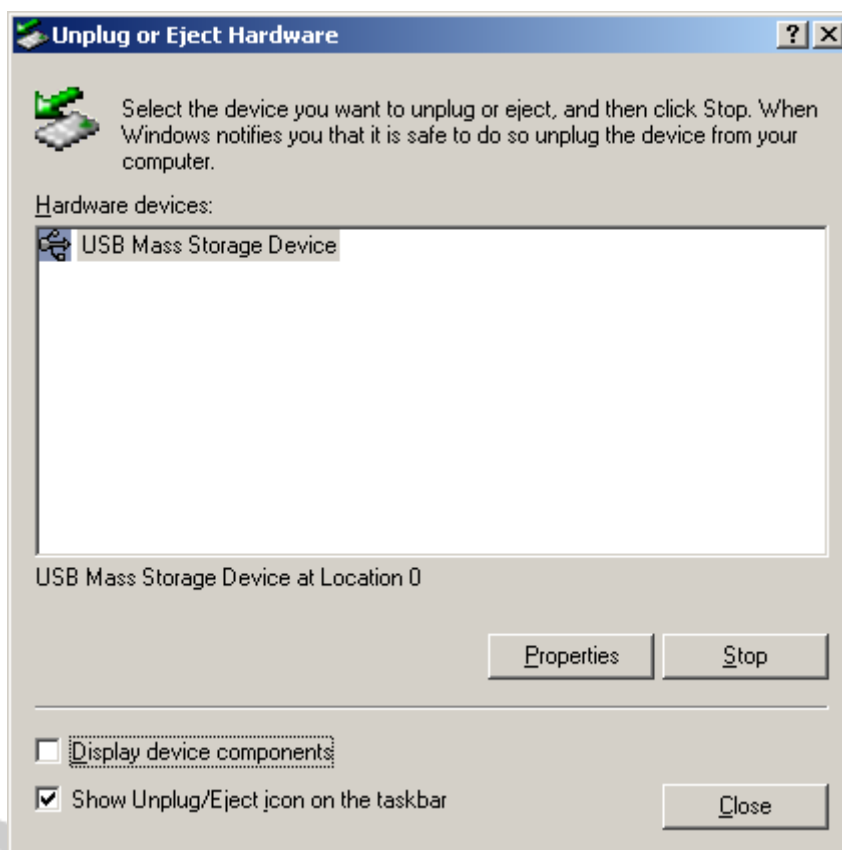 Unplug or Eject Hardware
Select the device you want to unplug or eject, and then click Stop. When
Windows notifies you that it is safe to do so unplug the device from your
computer.
Hardware devices:
USB Mass Storage Device
USB Mass Storage Device at Location 0
Properties
Stop
Display device components
Show Unplug/Eject icon on the taskbar
Close